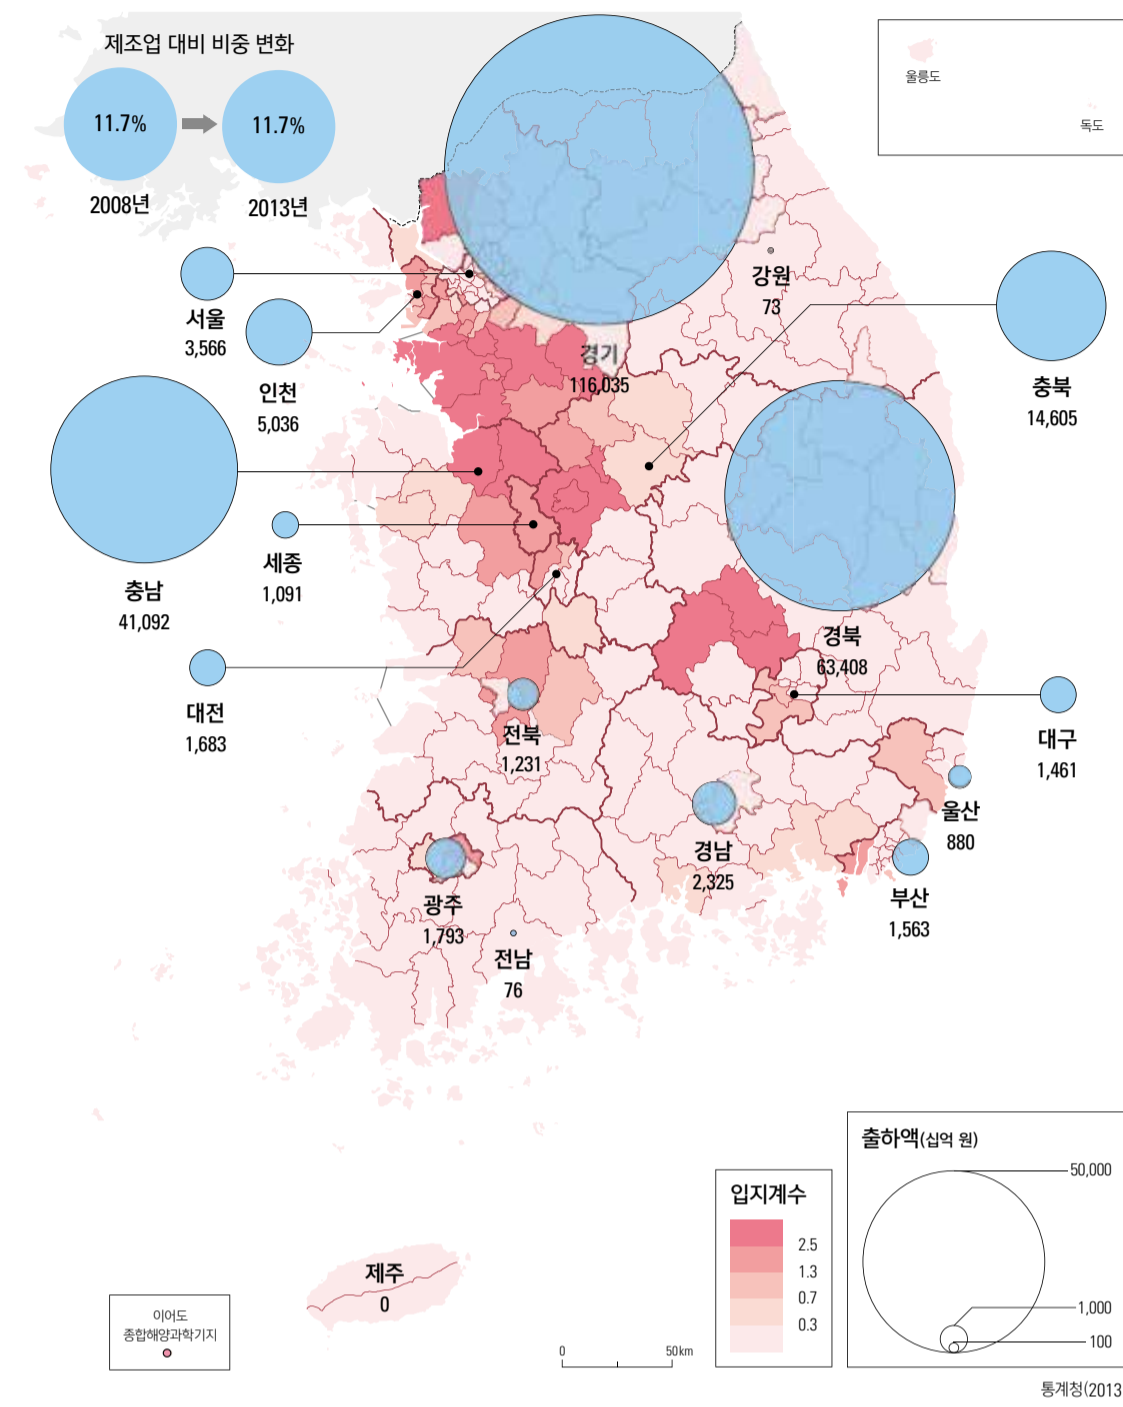 제조업 대비 비중 변화
11.7%
11.7%
2008년
2013년
울릉도
독도
서울
3,566
인천
5,036
강원
73
경기
116,035
충북
14,605
충남
41,092
세종
1,091
대전
1,683
전북
1,231
경북
63,408
대구
1,461
울산
880
경남
2,325
부산
1,563
광주
1,793
전남
76
제주
0
이어도
종합해양과학기지
0
50km
입지계수
2.5
1.3
0.7
0.3
출하액(십억 원)
50,000
1,000
100
통계청(2013